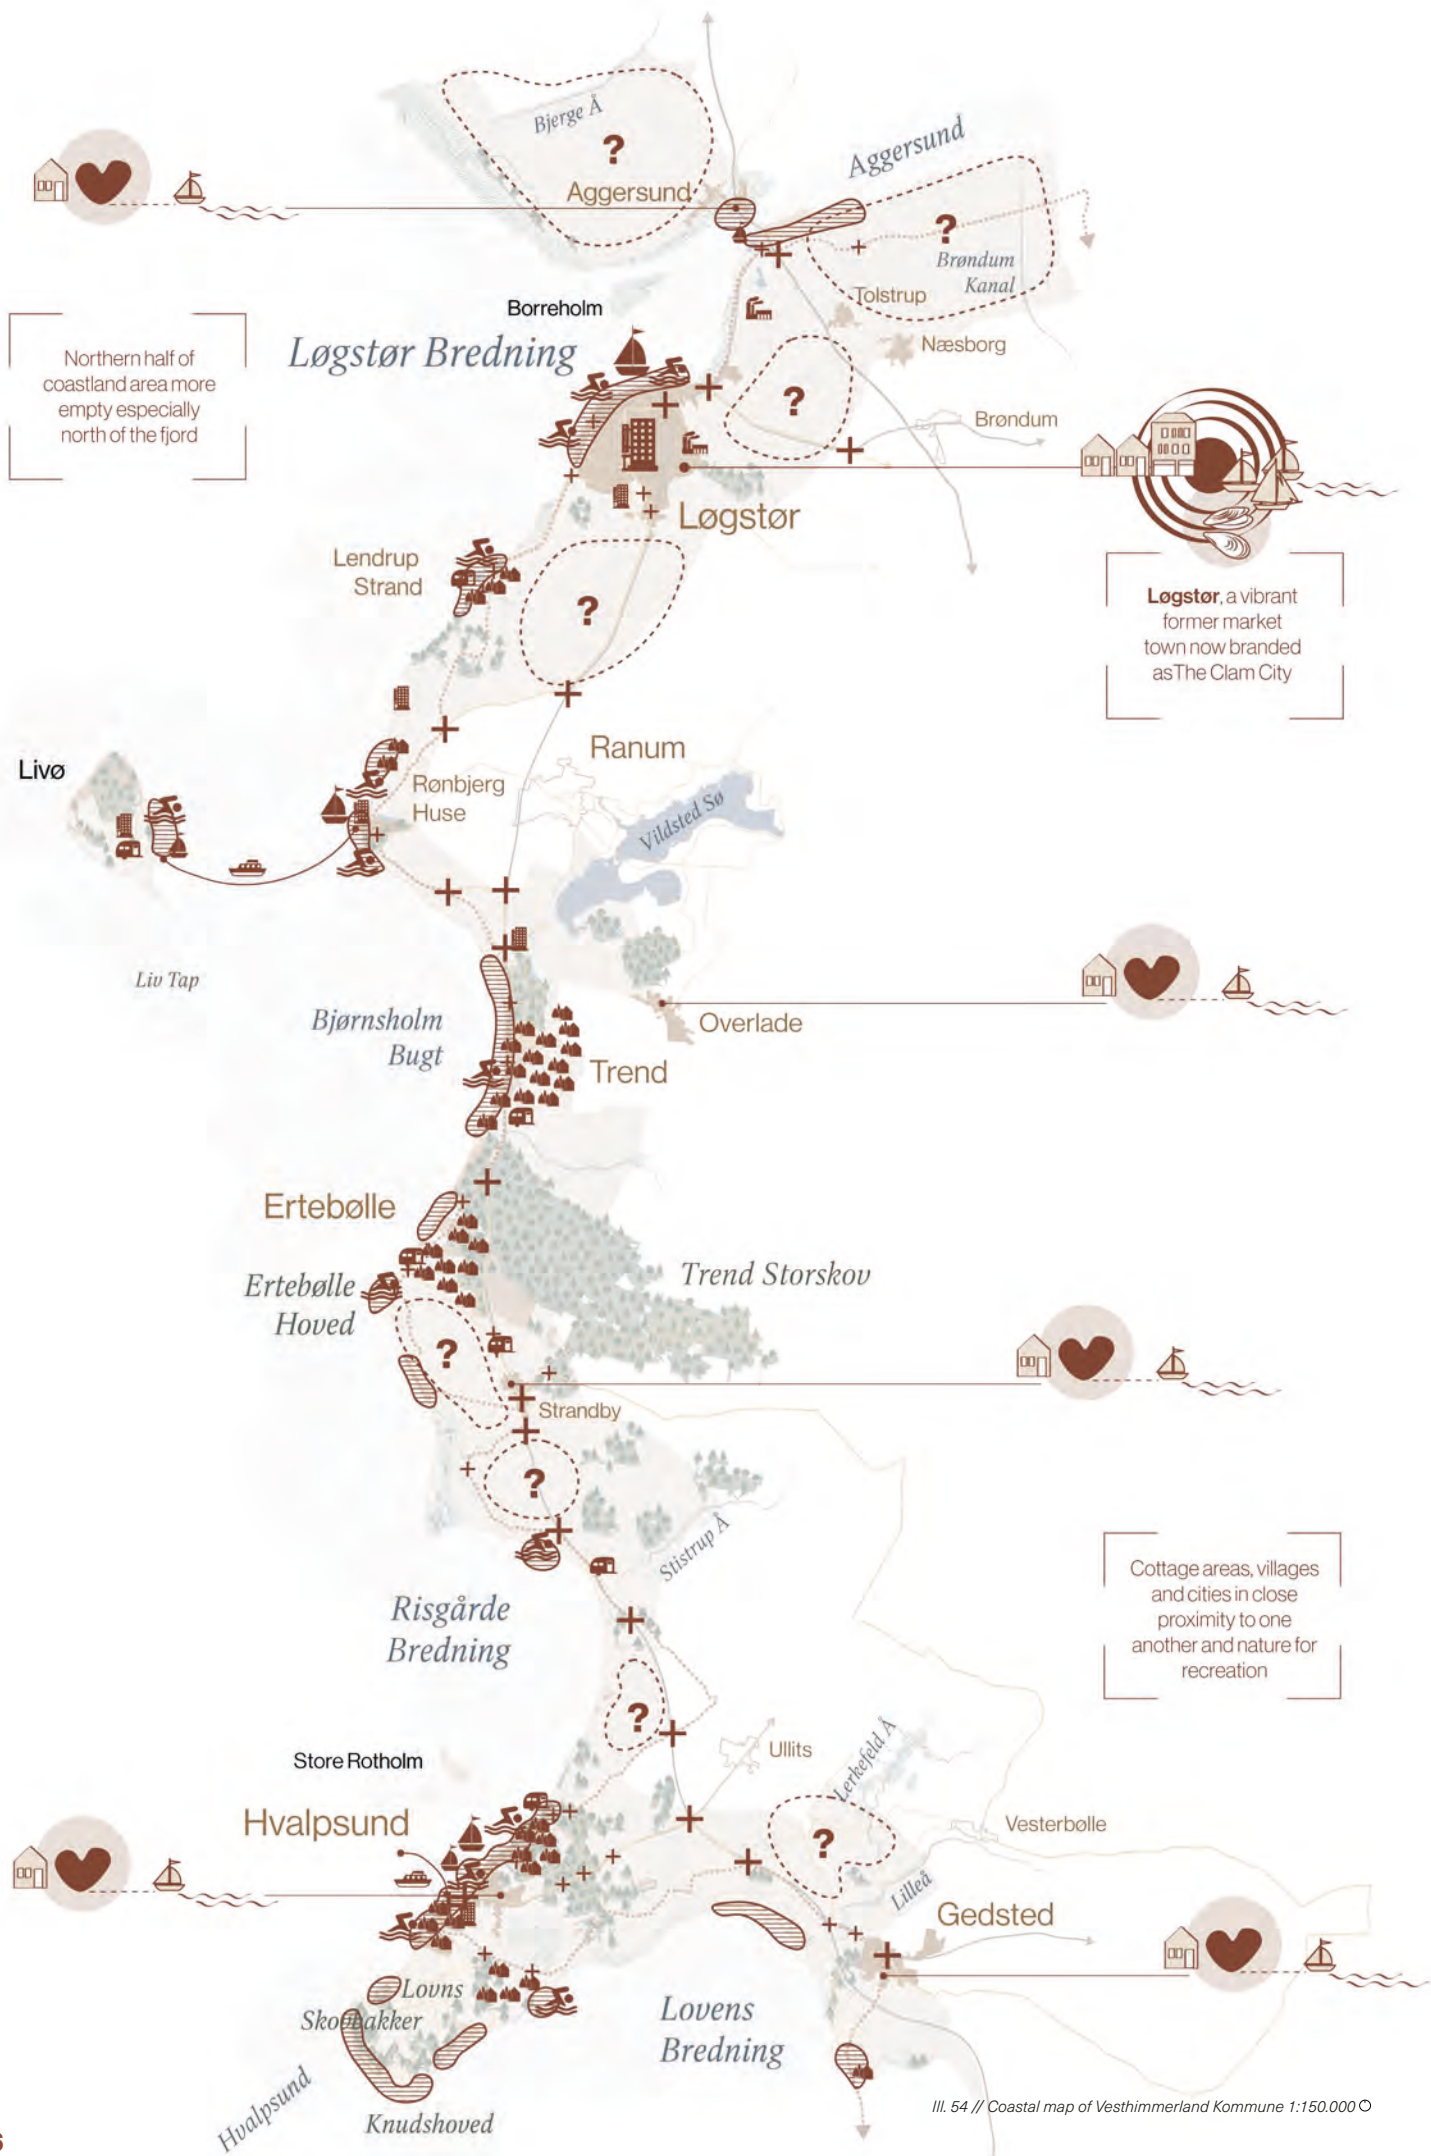 Bjerge Å
?
Aggersund
Aggersund
?
Brøndum
Kanal
Borreholm
Tolstrup
Løgstør Bredning
Næsborg
Northern half of
coastland area more
empty especially
north of the fjord
?
Brøndum
Løgstør
Lendrup
Strand
?
Løgstør, a vibrant
former market
town now branded
asThe Clam City
Ranum
Livø
Rønbjerg
Huse
Vildsted Sø
Liv Tap
Bjørnsholm
Bugt
Overlade
Trend
Ertebølle
Trend Storskov
Ertebølle
Hoved
?
Strandby
?
Stistrup Å
Cottage areas, villages
and cities in close
proximity to one
another and nature for
recreation
Risgårde
Bredning
?
Ullits
Lerkefeld Å
Store Rotholm
Hvalpsund
?
Vesterbølle
Lilleå
Gedsted
Lovns
Skovbakker
Lovens
Bredning
Hvalpsund
Knudshoved
Ill. 54 // Coastal map of Vesthimmerland Kommune 1:150.000